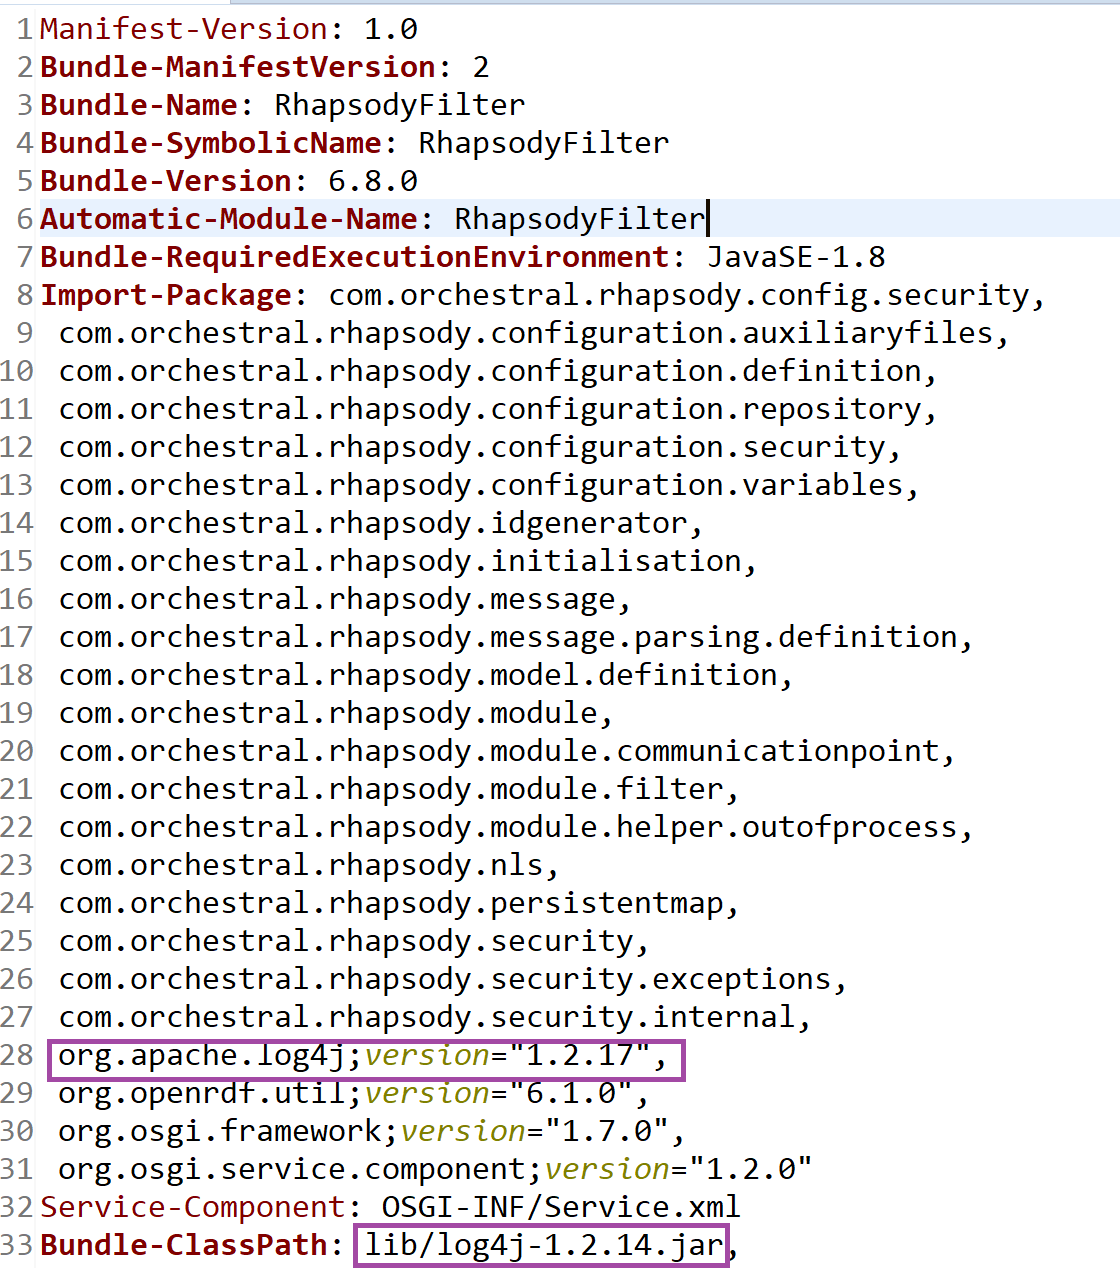 1 Manifest-Version: 1.0
2 Bundle-ManifestVersion: 2
3 Bundle-Name: RhapsodyFilter
4 Bundle-SymbolicName: RhapsodyFilter
5 Bundle-Version: 6.8.0
6 Automatic-Module-Name: RhapsodyFilter
7 Bundle-RequiredExecutionEnvironment: JavaSE-1.8
8 Import-Package: com.orchestral.rhapsody.config.security,
9 com.orchestral.rhapsody.configuration.auxiliaryfiles,
10 com.orchestral.rhapsody.configuration.definition,
11 com.orchestral.rhapsody.configuration.repository,
12 com.orchestral.rhapsody.configuration.security,
13 com.orchestral.rhapsody.configuration.variables,
14 com.orchestral.rhapsody.idgenerator,
15 com.orchestral.rhapsody.initialisation,
16 com.orchestral.rhapsody.message,
17 com.orchestral.rhapsody.message.parsing.definition,
18 com.orchestral.rhapsody.model.definition,
19 com.orchestral.rhapsody.module,
20 com.orchestral.rhapsody.module.communicationpoint,
21 com.orchestral.rhapsody.module.filter,
22 com.orchestral.rhapsody.module.helper.outofprocess,
23 com.orchestral.rhapsody.nls,
24 com.orchestral.rhapsody.persistentmap,
25 com.orchestral.rhapsody.security,
26 com.orchestral.rhapsody.security.exceptions,
27 com.orchestral.rhapsody.security.internal,
28 org.apache.log4j;version="1.2.17",
29 org.openrdf.util;version="6.1.0",
30 org.osgi.framework;version="1.7.0",
31 org.osgi.service.component;version="1.2.0"
32 Service-Component: OSGI-INF/Service.xml
33 Bundle-ClassPath: lib/log4j-1.2.14.jar,